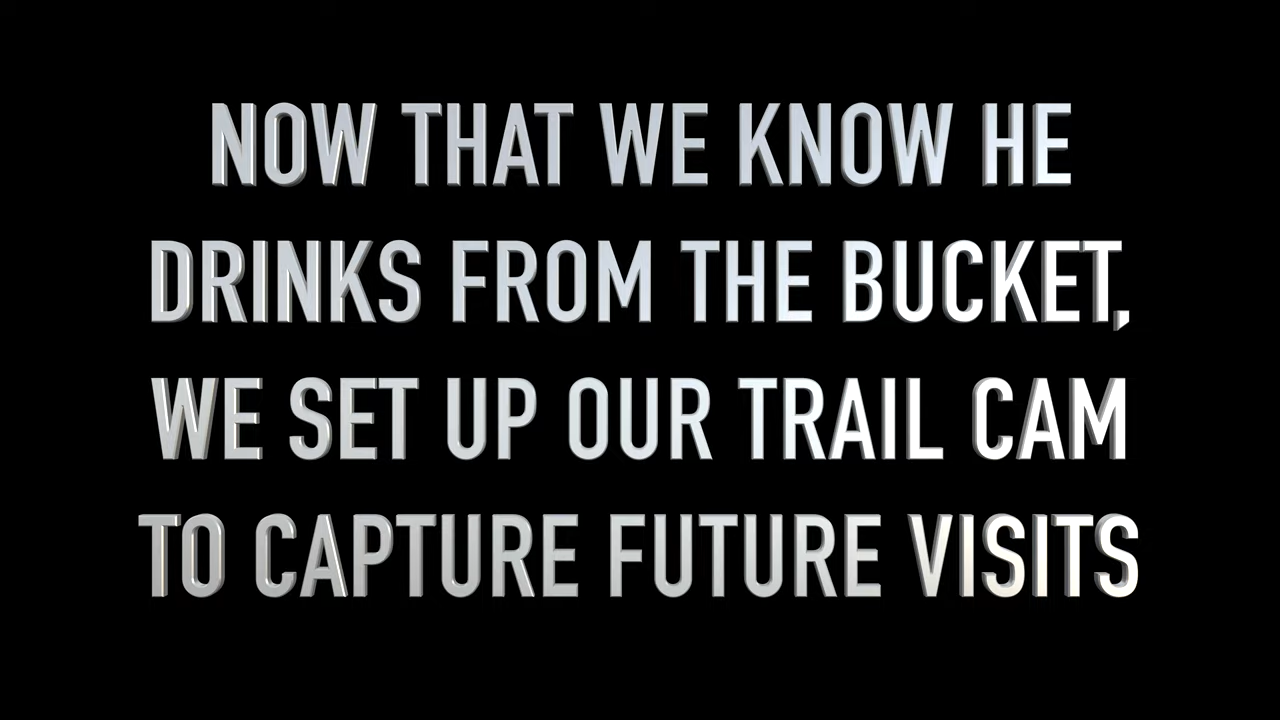 NOW THAT WE KNOW HE
DRINKS FROM THE BUCKET,
WE SET UP OUR TRAIL CAM
TO CAPTURE FUTURE VISITS